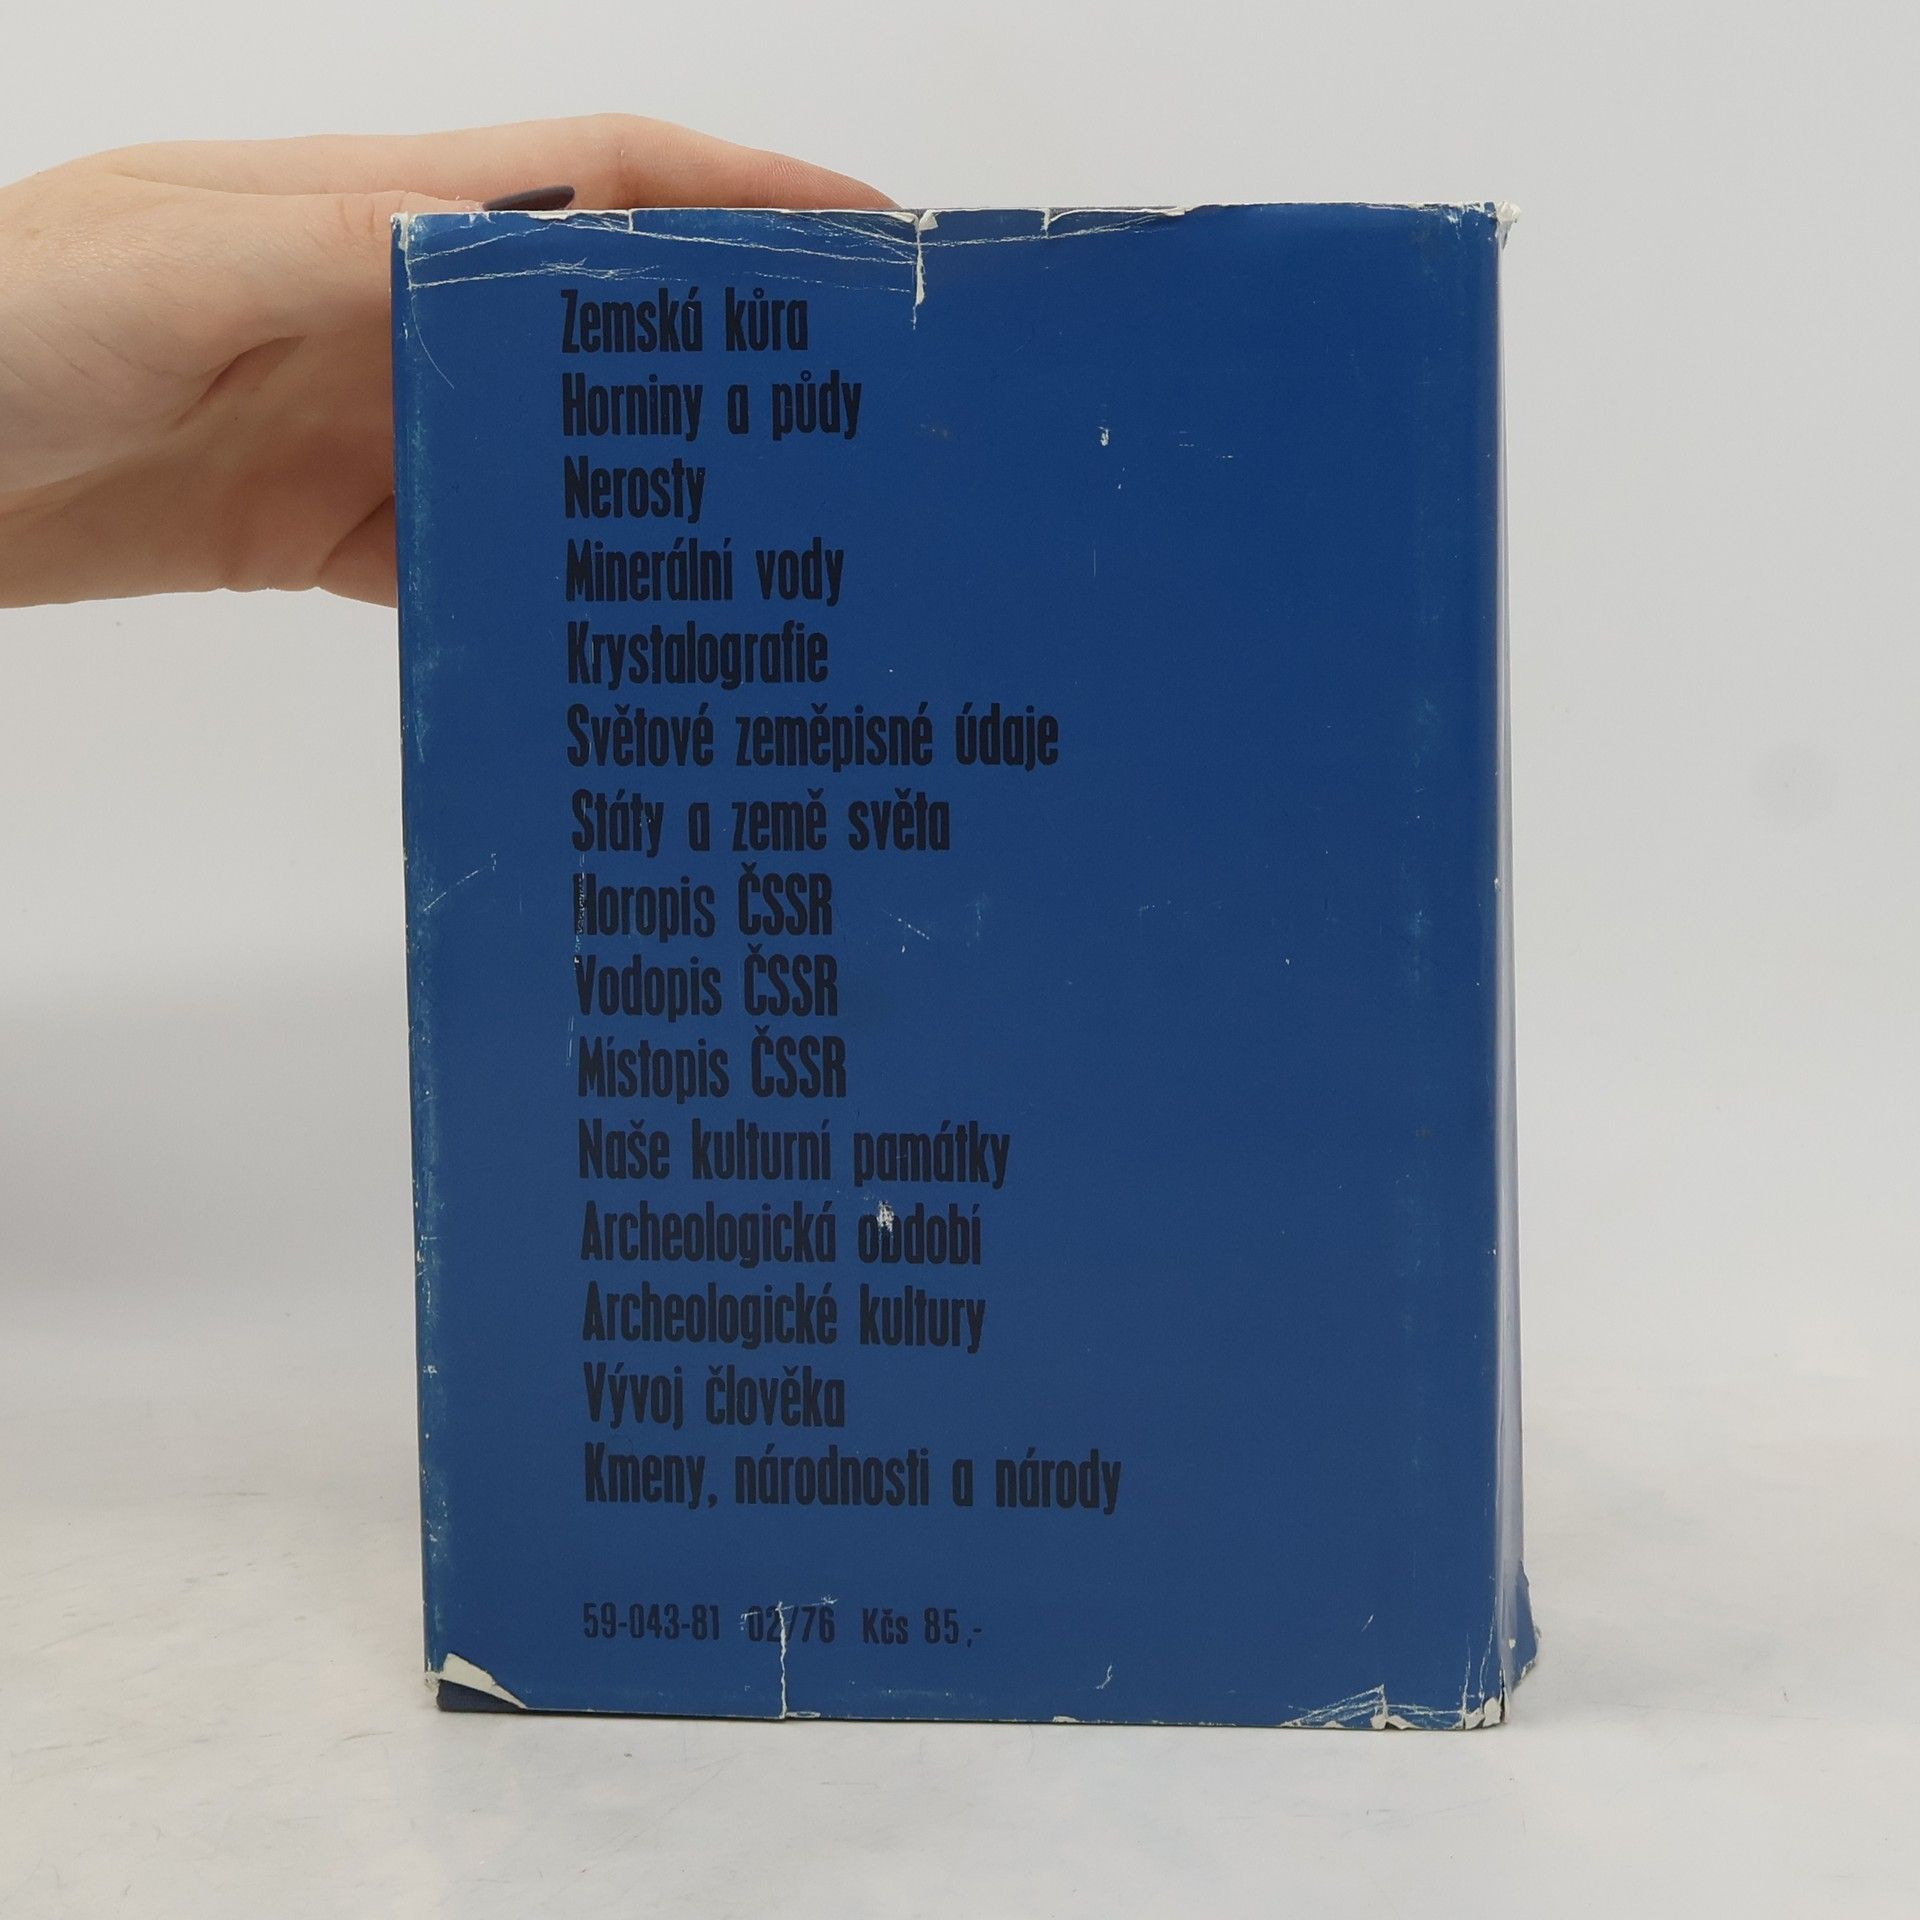 Zemská kůra
Horniny a půdy
Nerosty
Minerální vody
Krystalografie
Světové zeměpisné údaje
Státy a země světa
Horopis ČSSR
Vodopis ČSSR
Místopis ČSSR
Naše kulturní památky
Archeologická období
Archeologické kultury
Vývoj člověka
Kmeny, národnosti a národy
59-043-81 02/76 Kčs 85,-